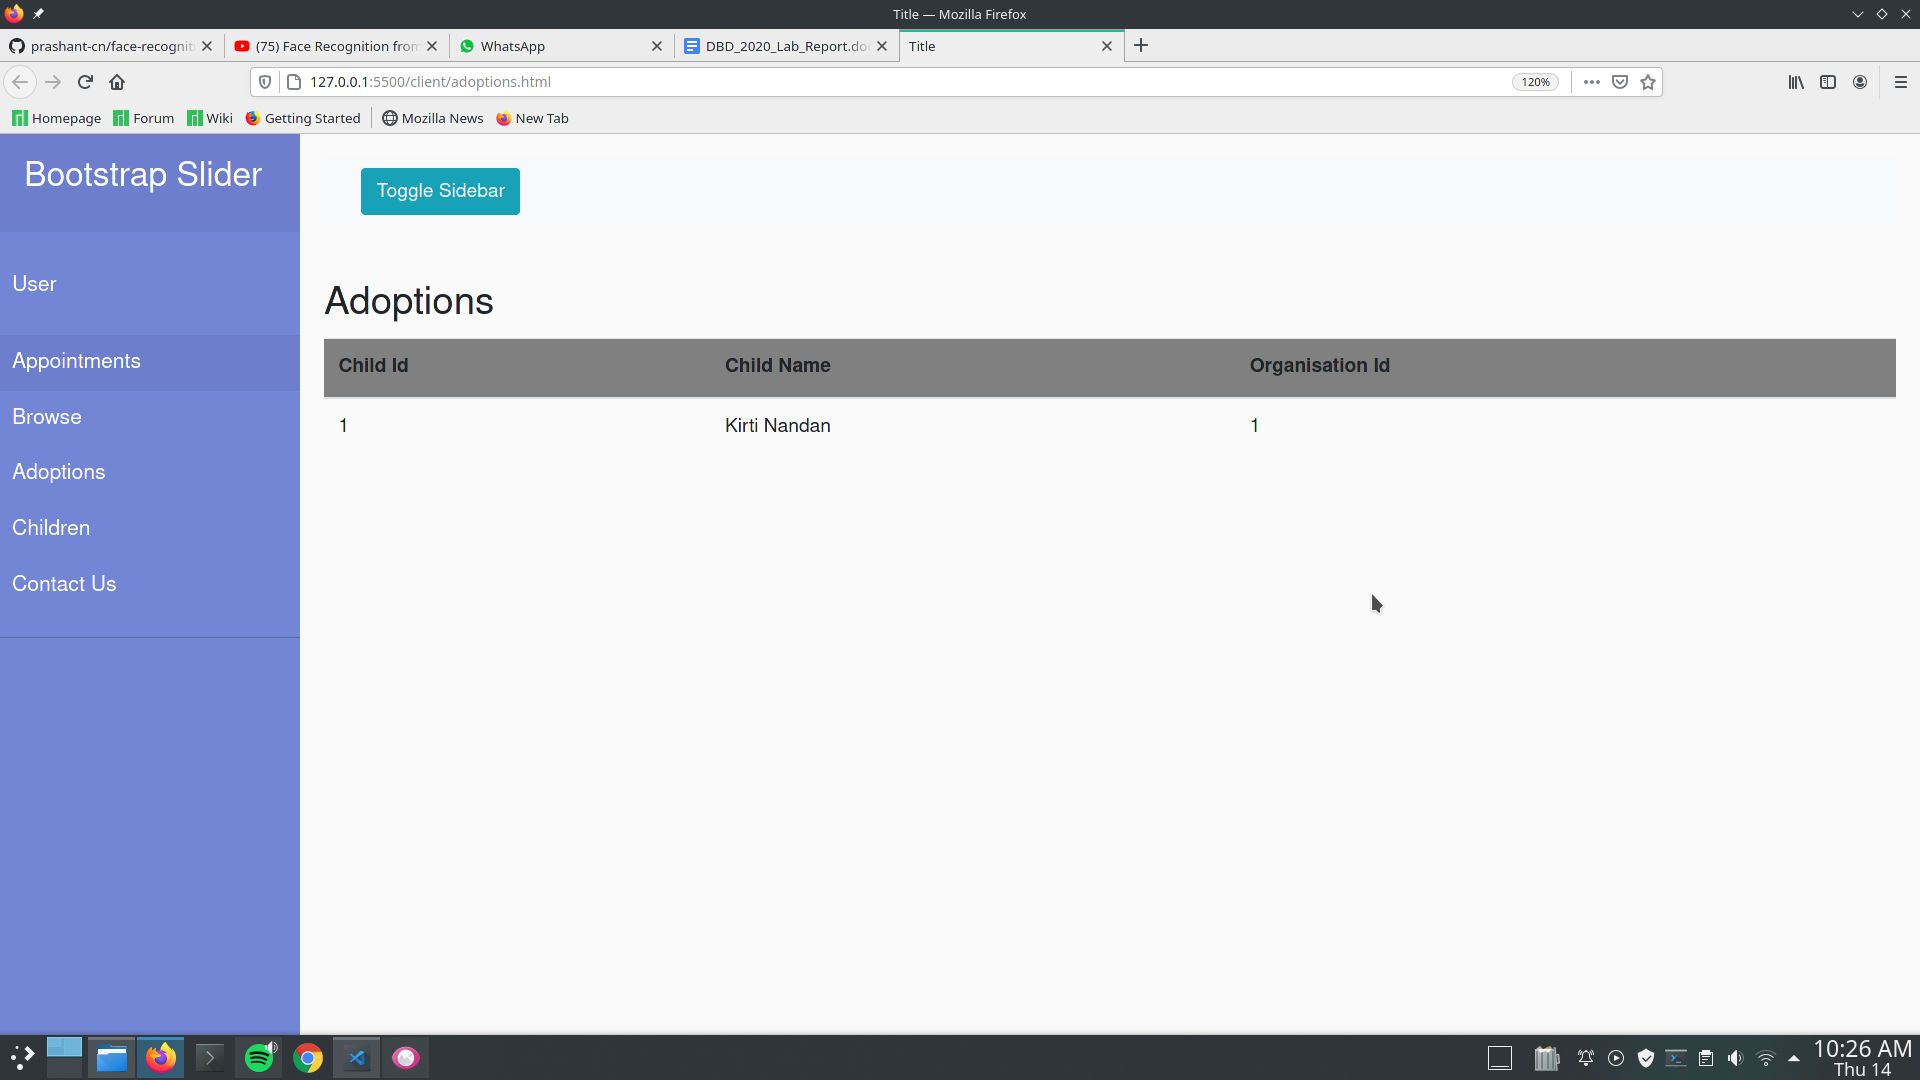 Title — Mozilla Firefox
prashant-cn/face-recogniti
(75) Face Recognition from
WhatsApp
DBD_2020_Lab_Report.doc
Title
127.0.0.1:5500/client/adoptions.html
120%
Homepage
Forum
Wiki
Getting Started
Mozilla News
New Tab
Bootstrap Slider
User
Appointments
Browse
Adoptions
Children
Contact Us
Toggle Sidebar
Adoptions
Child Id Child Name Organisation Id
1 Kirti Nandan 1
10:26 AM
Thu 14